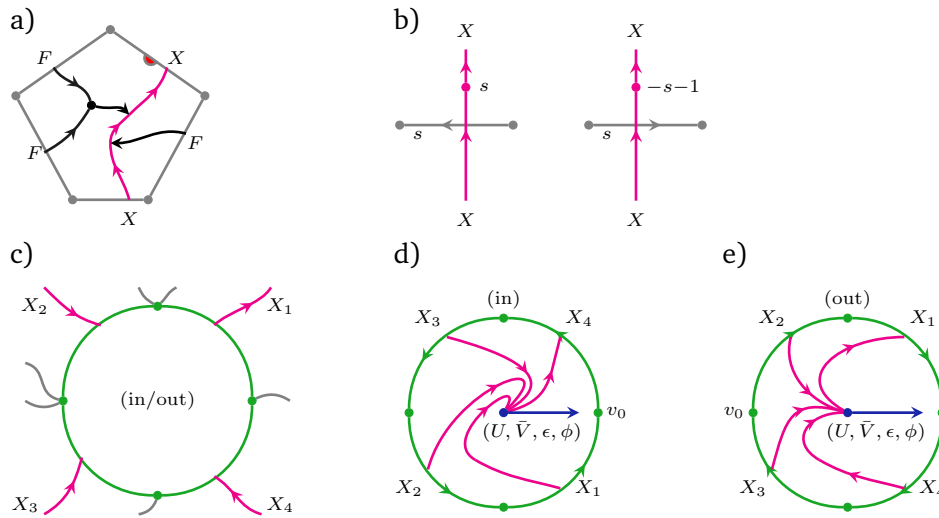 a)
F
X
F
F
X
b)
X
s
s
X
X
−s−1
s
X
c)
X₂
X₁
(in/out)
X₃
X₄
d)
(in)
X₃
X₄
v₀
(U, V̄, ϵ, ϕ)
X₂
X₁
e)
(out)
X₂
X₁
v₀
(U, V̄, ϵ, ϕ)
X₃